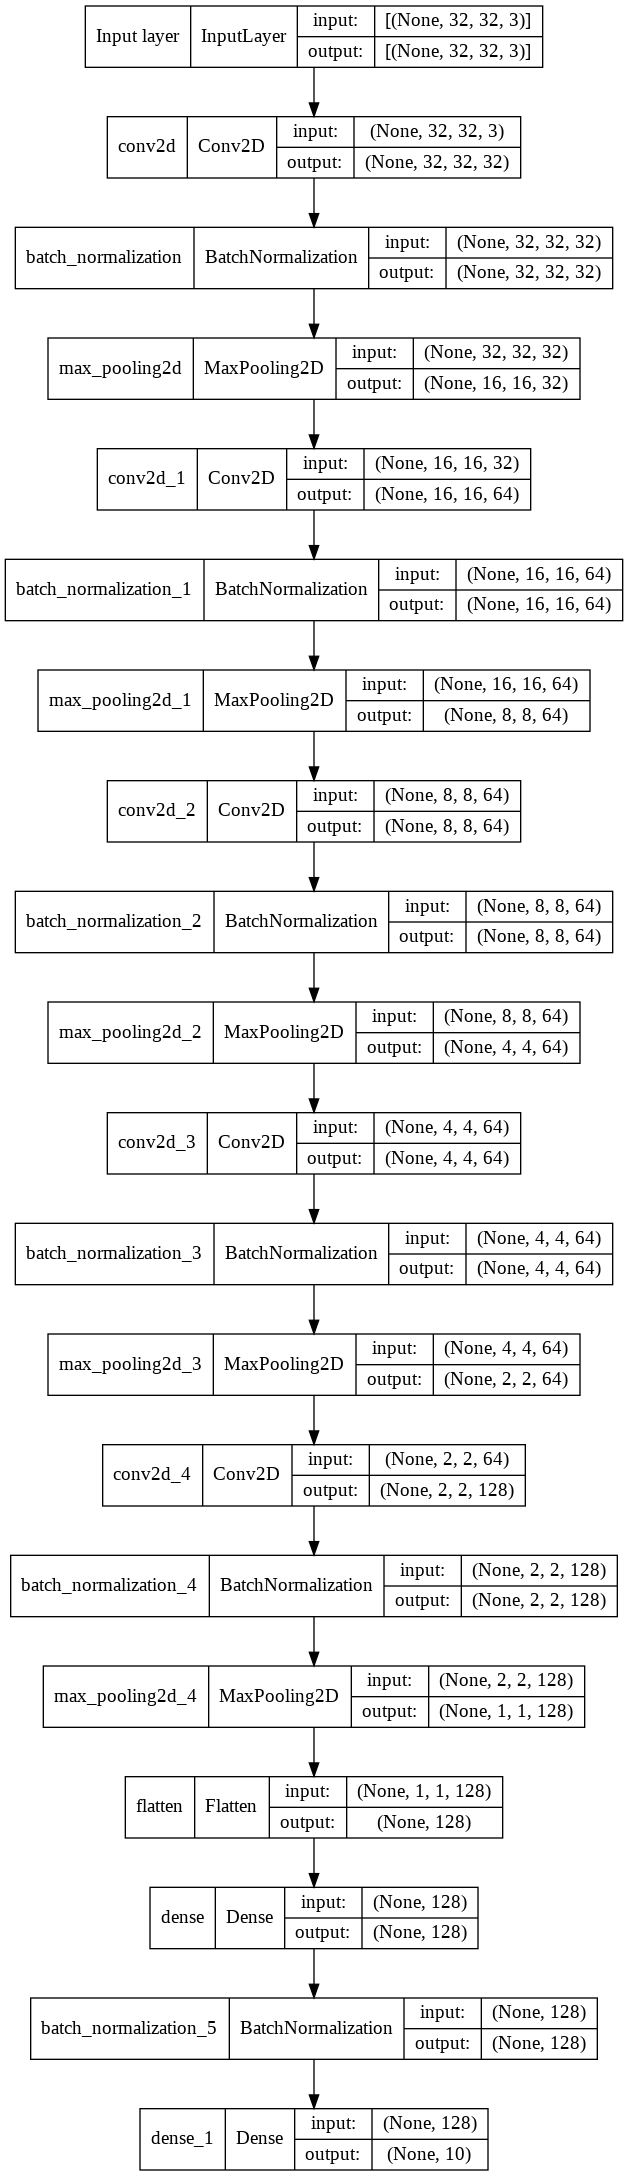 Input layer InputLayer input: [(None, 32, 32, 3)]
output: [(None, 32, 32, 3)]
conv2d Conv2D input: (None, 32, 32, 3)
output: (None, 32, 32, 32)
batch_normalization BatchNormalization input: (None, 32, 32, 32)
output: (None, 32, 32, 32)
max_pooling2d MaxPooling2D input: (None, 32, 32, 32)
output: (None, 16, 16, 32)
conv2d_1 Conv2D input: (None, 16, 16, 32)
output: (None, 16, 16, 64)
batch_normalization_1 BatchNormalization input: (None, 16, 16, 64)
output: (None, 16, 16, 64)
max_pooling2d_1 MaxPooling2D input: (None, 16, 16, 64)
output: (None, 8, 8, 64)
conv2d_2 Conv2D input: (None, 8, 8, 64)
output: (None, 8, 8, 64)
batch_normalization_2 BatchNormalization input: (None, 8, 8, 64)
output: (None, 8, 8, 64)
max_pooling2d_2 MaxPooling2D input: (None, 8, 8, 64)
output: (None, 4, 4, 64)
conv2d_3 Conv2D input: (None, 4, 4, 64)
output: (None, 4, 4, 64)
batch_normalization_3 BatchNormalization input: (None, 4, 4, 64)
output: (None, 4, 4, 64)
max_pooling2d_3 MaxPooling2D input: (None, 4, 4, 64)
output: (None, 2, 2, 64)
conv2d_4 Conv2D input: (None, 2, 2, 64)
output: (None, 2, 2, 128)
batch_normalization_4 BatchNormalization input: (None, 2, 2, 128)
output: (None, 2, 2, 128)
max_pooling2d_4 MaxPooling2D input: (None, 2, 2, 128)
output: (None, 1, 1, 128)
flatten Flatten input: (None, 1, 1, 128)
output: (None, 128)
dense Dense input: (None, 128)
output: (None, 128)
batch_normalization_5 BatchNormalization input: (None, 128)
output: (None, 128)
dense_1 Dense input: (None, 128)
output: (None, 10)